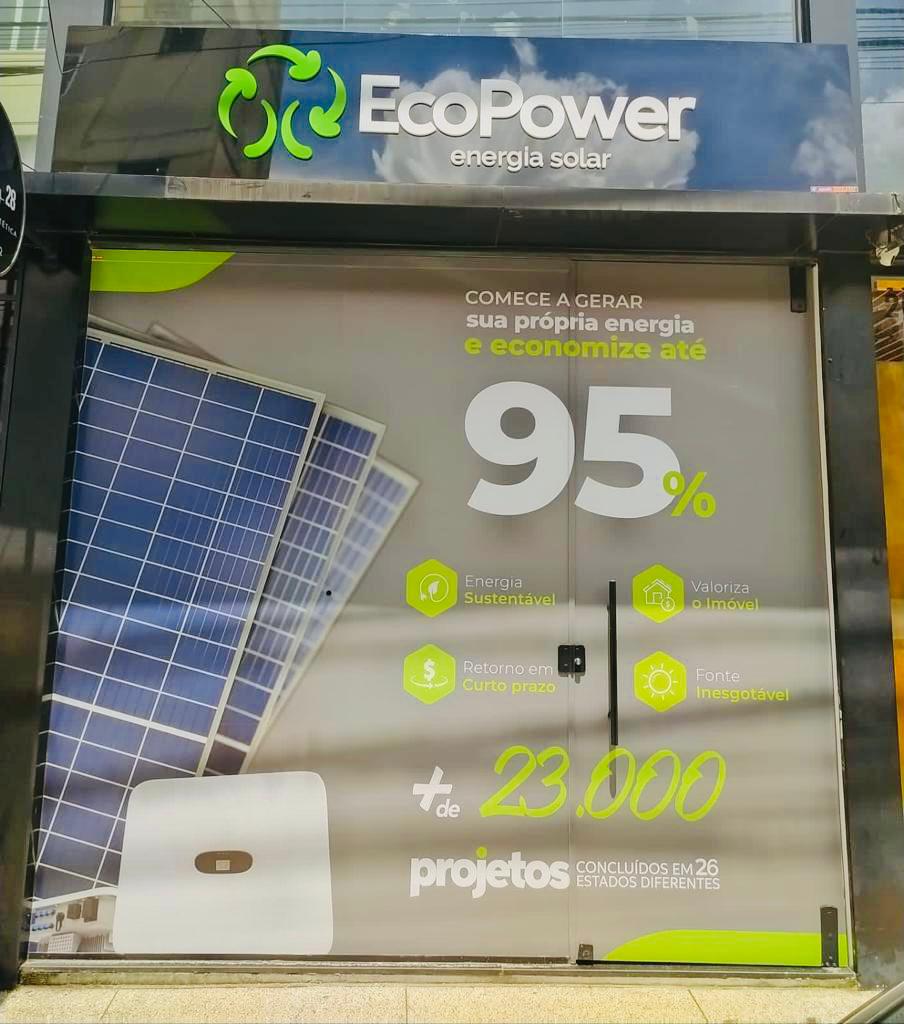 EcoPower
energia solar
28
COMECE A GERAR
sua própria energia
e economize até
95%
Energia
Sustentável
Valoriza
o Imóvel
Retorno em
Curto prazo
Fonte
Inesgotável
+ de 23.000
projetos CONCLUÍDOS EM 26
ESTADOS DIFERENTES